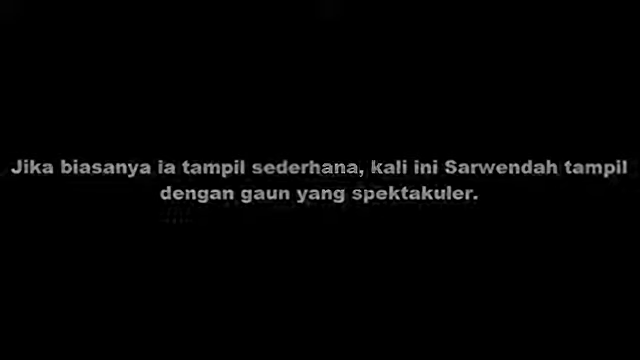 Jika biasanya ia tampil sederhana, kali ini Sarwendah tampil
dengan gaun yang spektakuler.